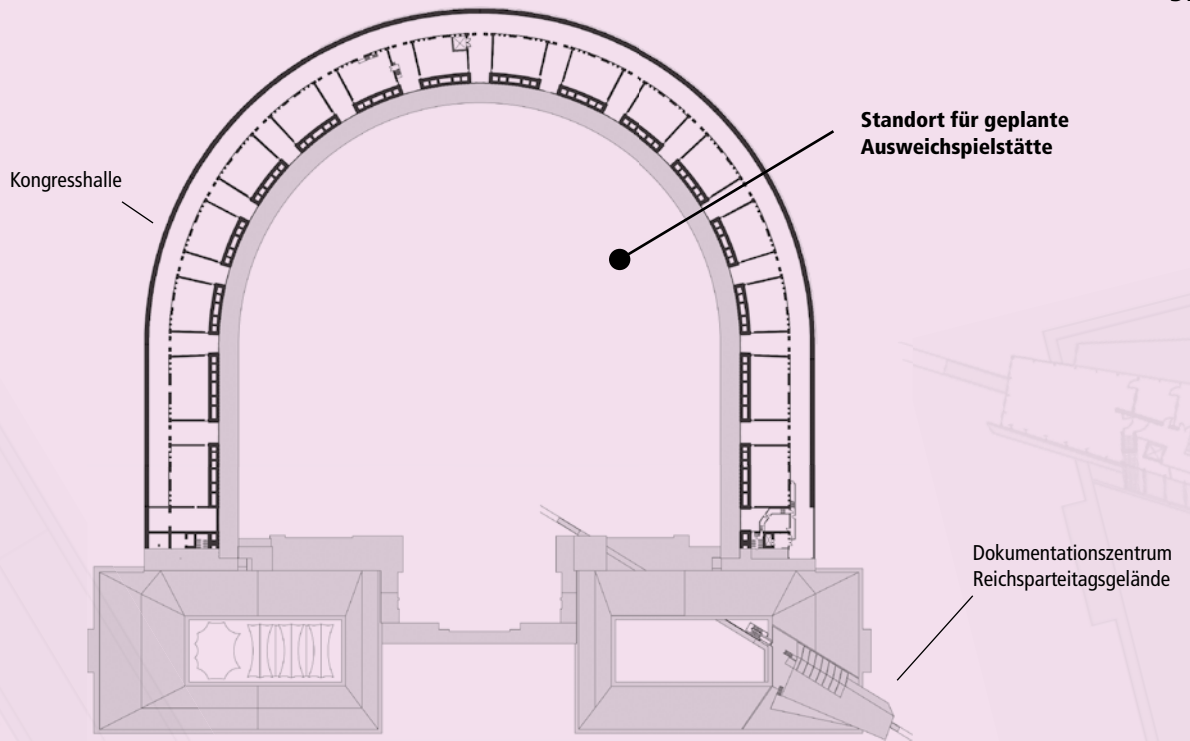 Standort für geplante
Ausweichspielstätte
Kongresshalle
Dokumentationszentrum
Reichsparteitagsgelände